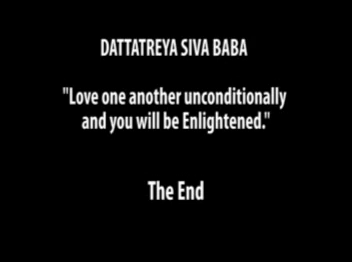 DATTATREYA SIVA BABA
"Love one another unconditionally
and you will be Enlightened."
The End